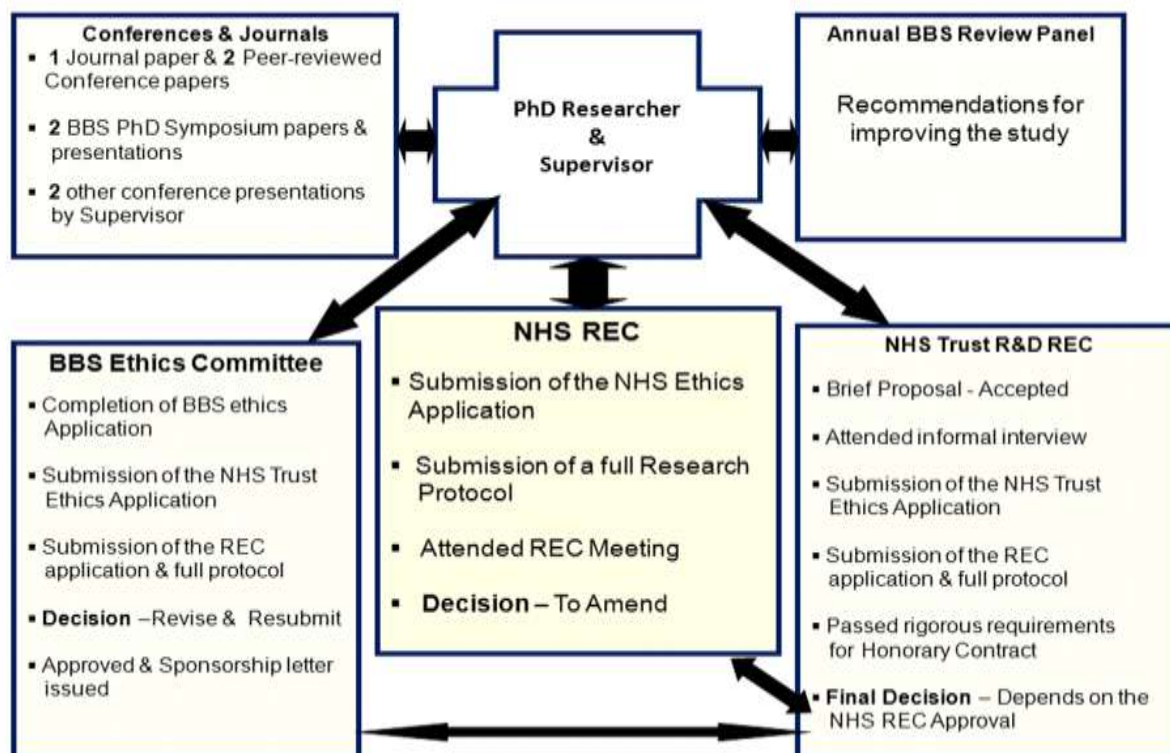 Conferences & Journals
▪ 1 Journal paper & 2 Peer-reviewed
Conference papers
▪ 2 BBS PhD Symposium papers &
presentations
▪ 2 other conference presentations
by Supervisor
PhD Researcher
&
Supervisor
Annual BBS Review Panel
Recommendations for
improving the study
BBS Ethics Committee
▪ Completion of BBS ethics
Application
▪ Submission of the NHS Trust
Ethics Application
▪ Submission of the REC
application & full protocol
▪ Decision –Revise & Resubmit
▪ Approved & Sponsorship letter
issued
NHS REC
▪ Submission of the NHS Ethics
Application
▪ Submission of a full Research
Protocol
▪ Attended REC Meeting
▪ Decision – To Amend
NHS Trust R&D REC
▪ Brief Proposal - Accepted
▪ Attended informal interview
▪ Submission of the NHS Trust
Ethics Application
▪ Submission of the REC
application & full protocol
▪ Passed rigorous requirements
for Honorary Contract
▪ Final Decision – Depends on the
NHS REC Approval